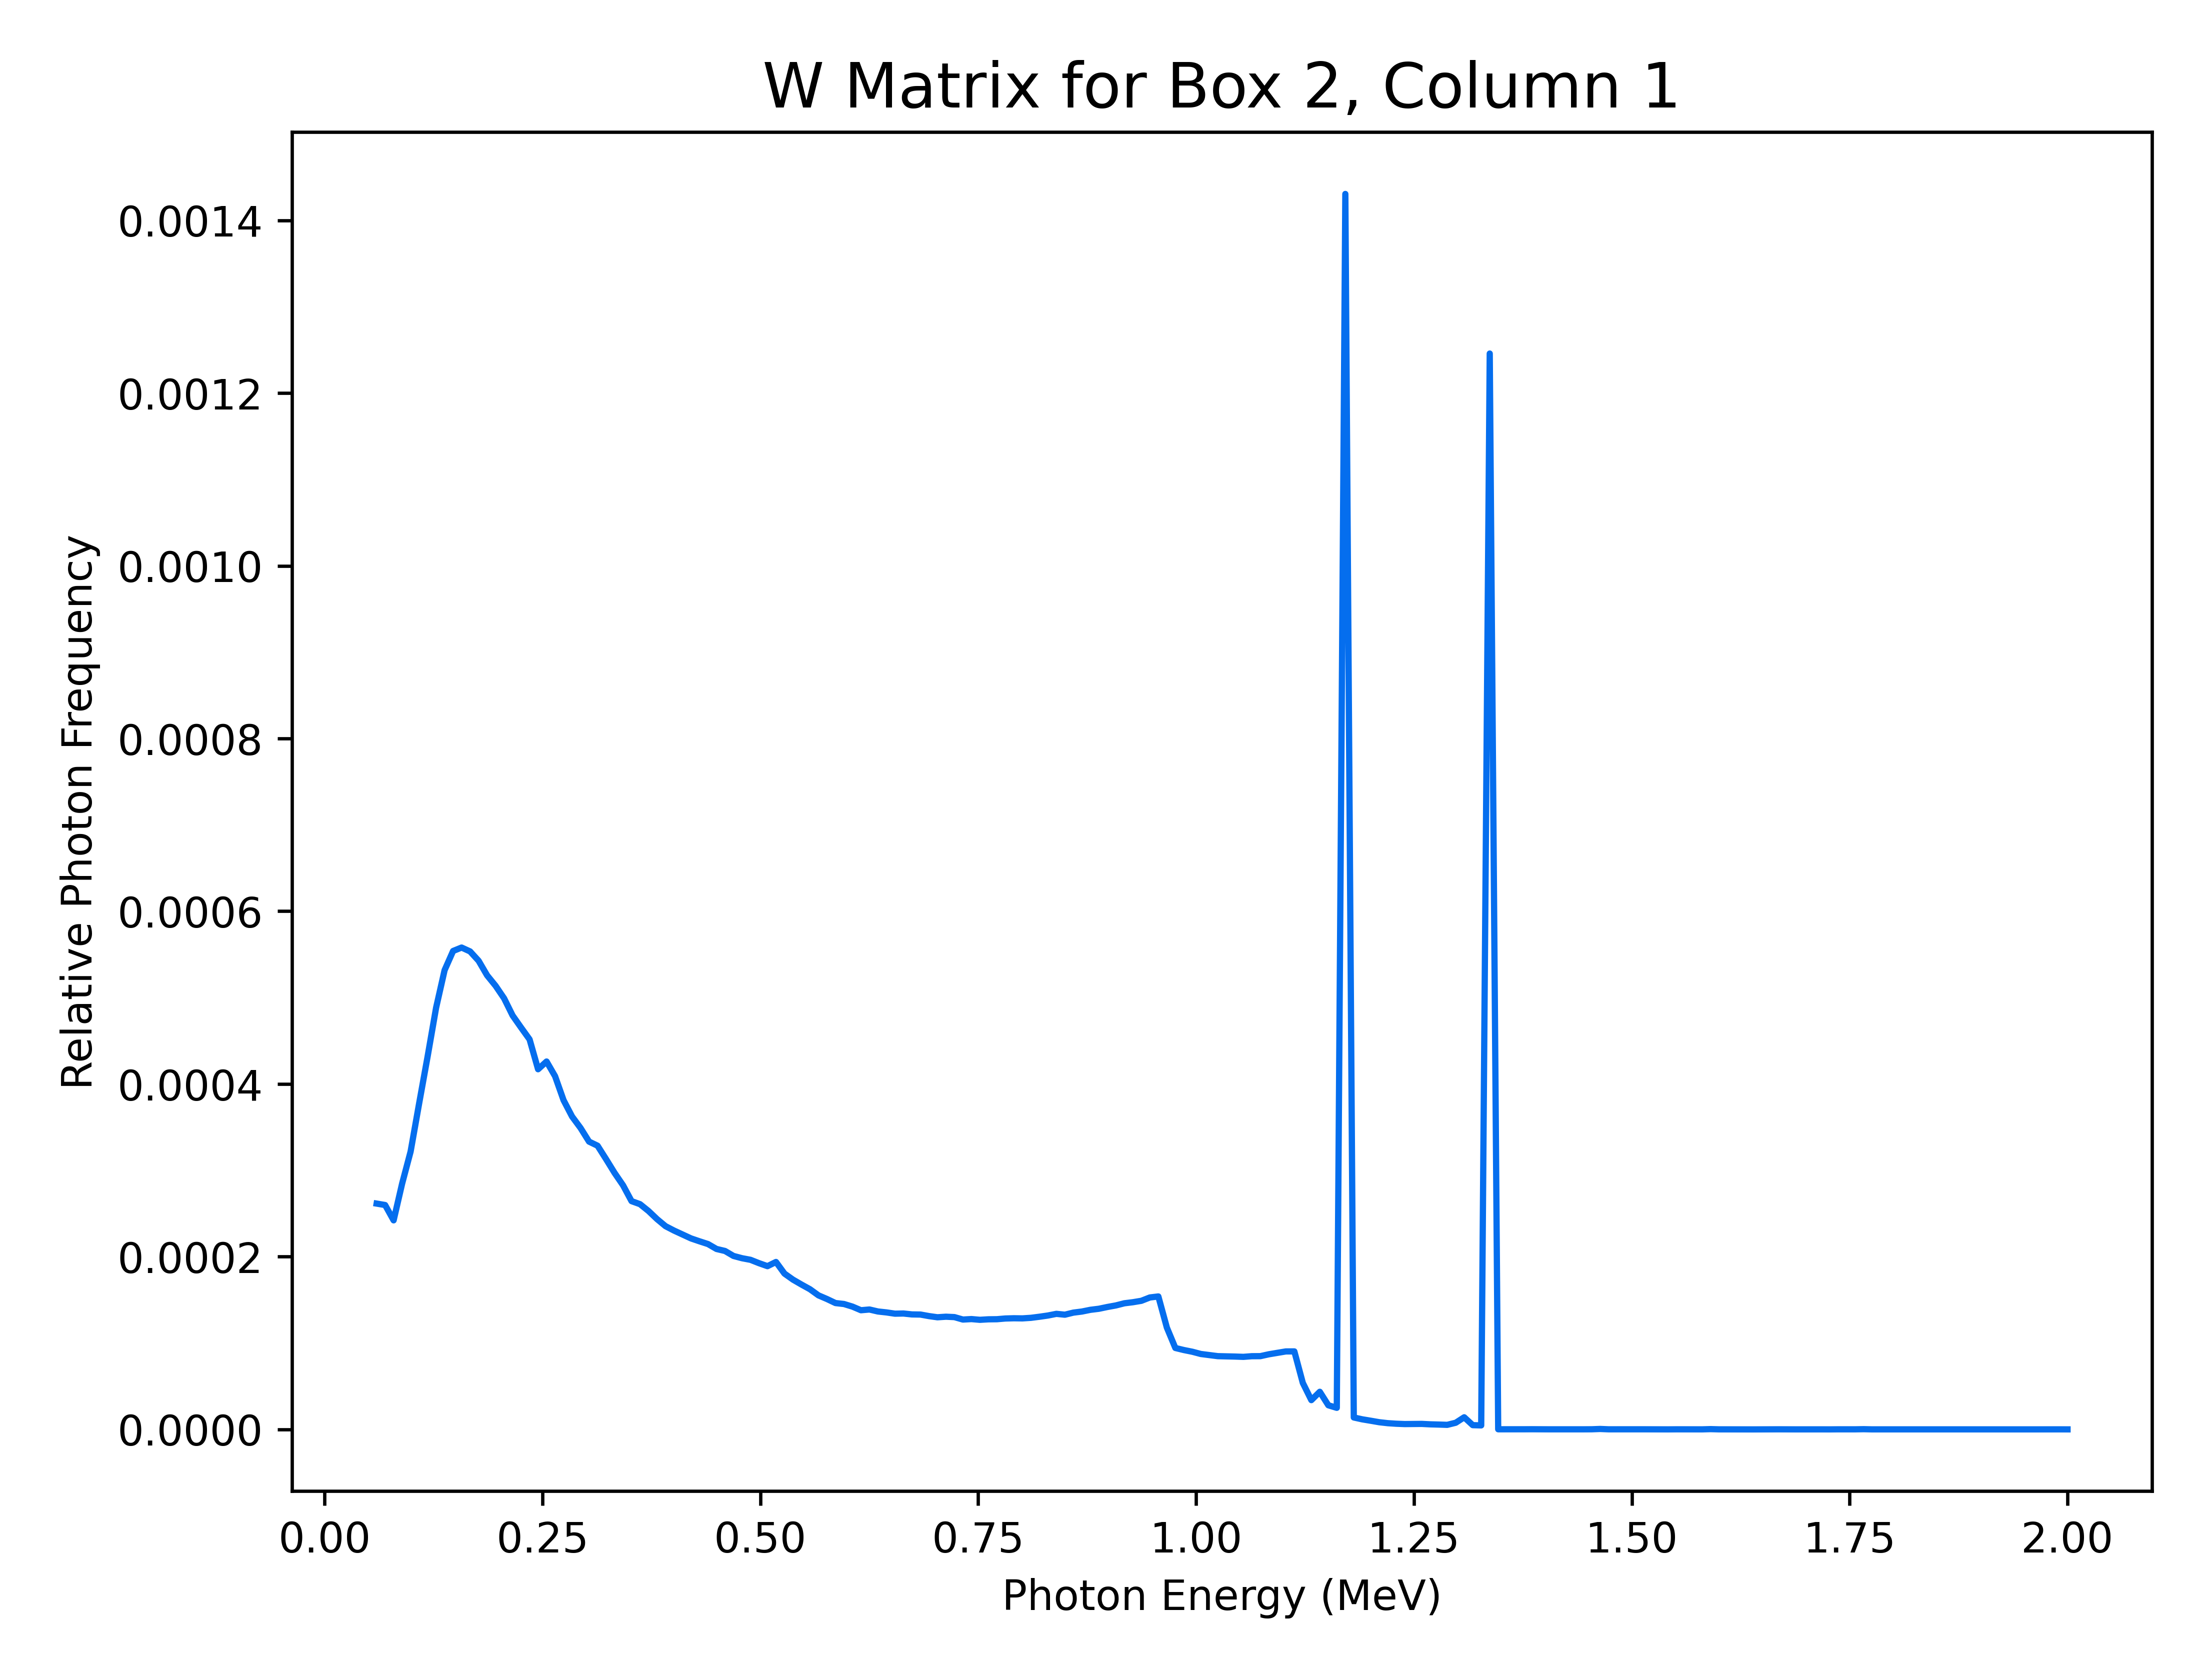 W Matrix for Box 2, Column 1
Relative Photon Frequency
0.0014
0.0012
0.0010
0.0008
0.0006
0.0004
0.0002
0.0000
0.00 0.25 0.50 0.75 1.00 1.25 1.50 1.75 2.00
Photon Energy (MeV)